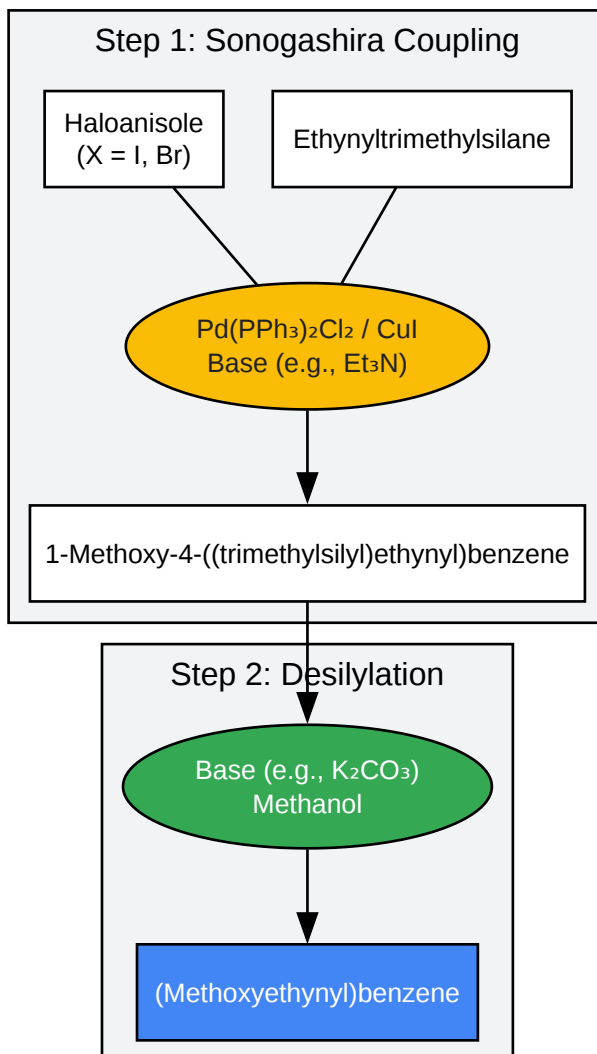 Step 1: Sonogashira Coupling
Haloanisole
(X = I, Br)
Ethynyltrimethylsilane
Pd(PPh₃)₂Cl₂ / CuI
Base (e.g., Et₃N)
1-Methoxy-4-((trimethylsilyl)ethynyl)benzene
Step 2: Desilylation
Base (e.g., K₂CO₃)
Methanol
(Methoxyethynyl)benzene